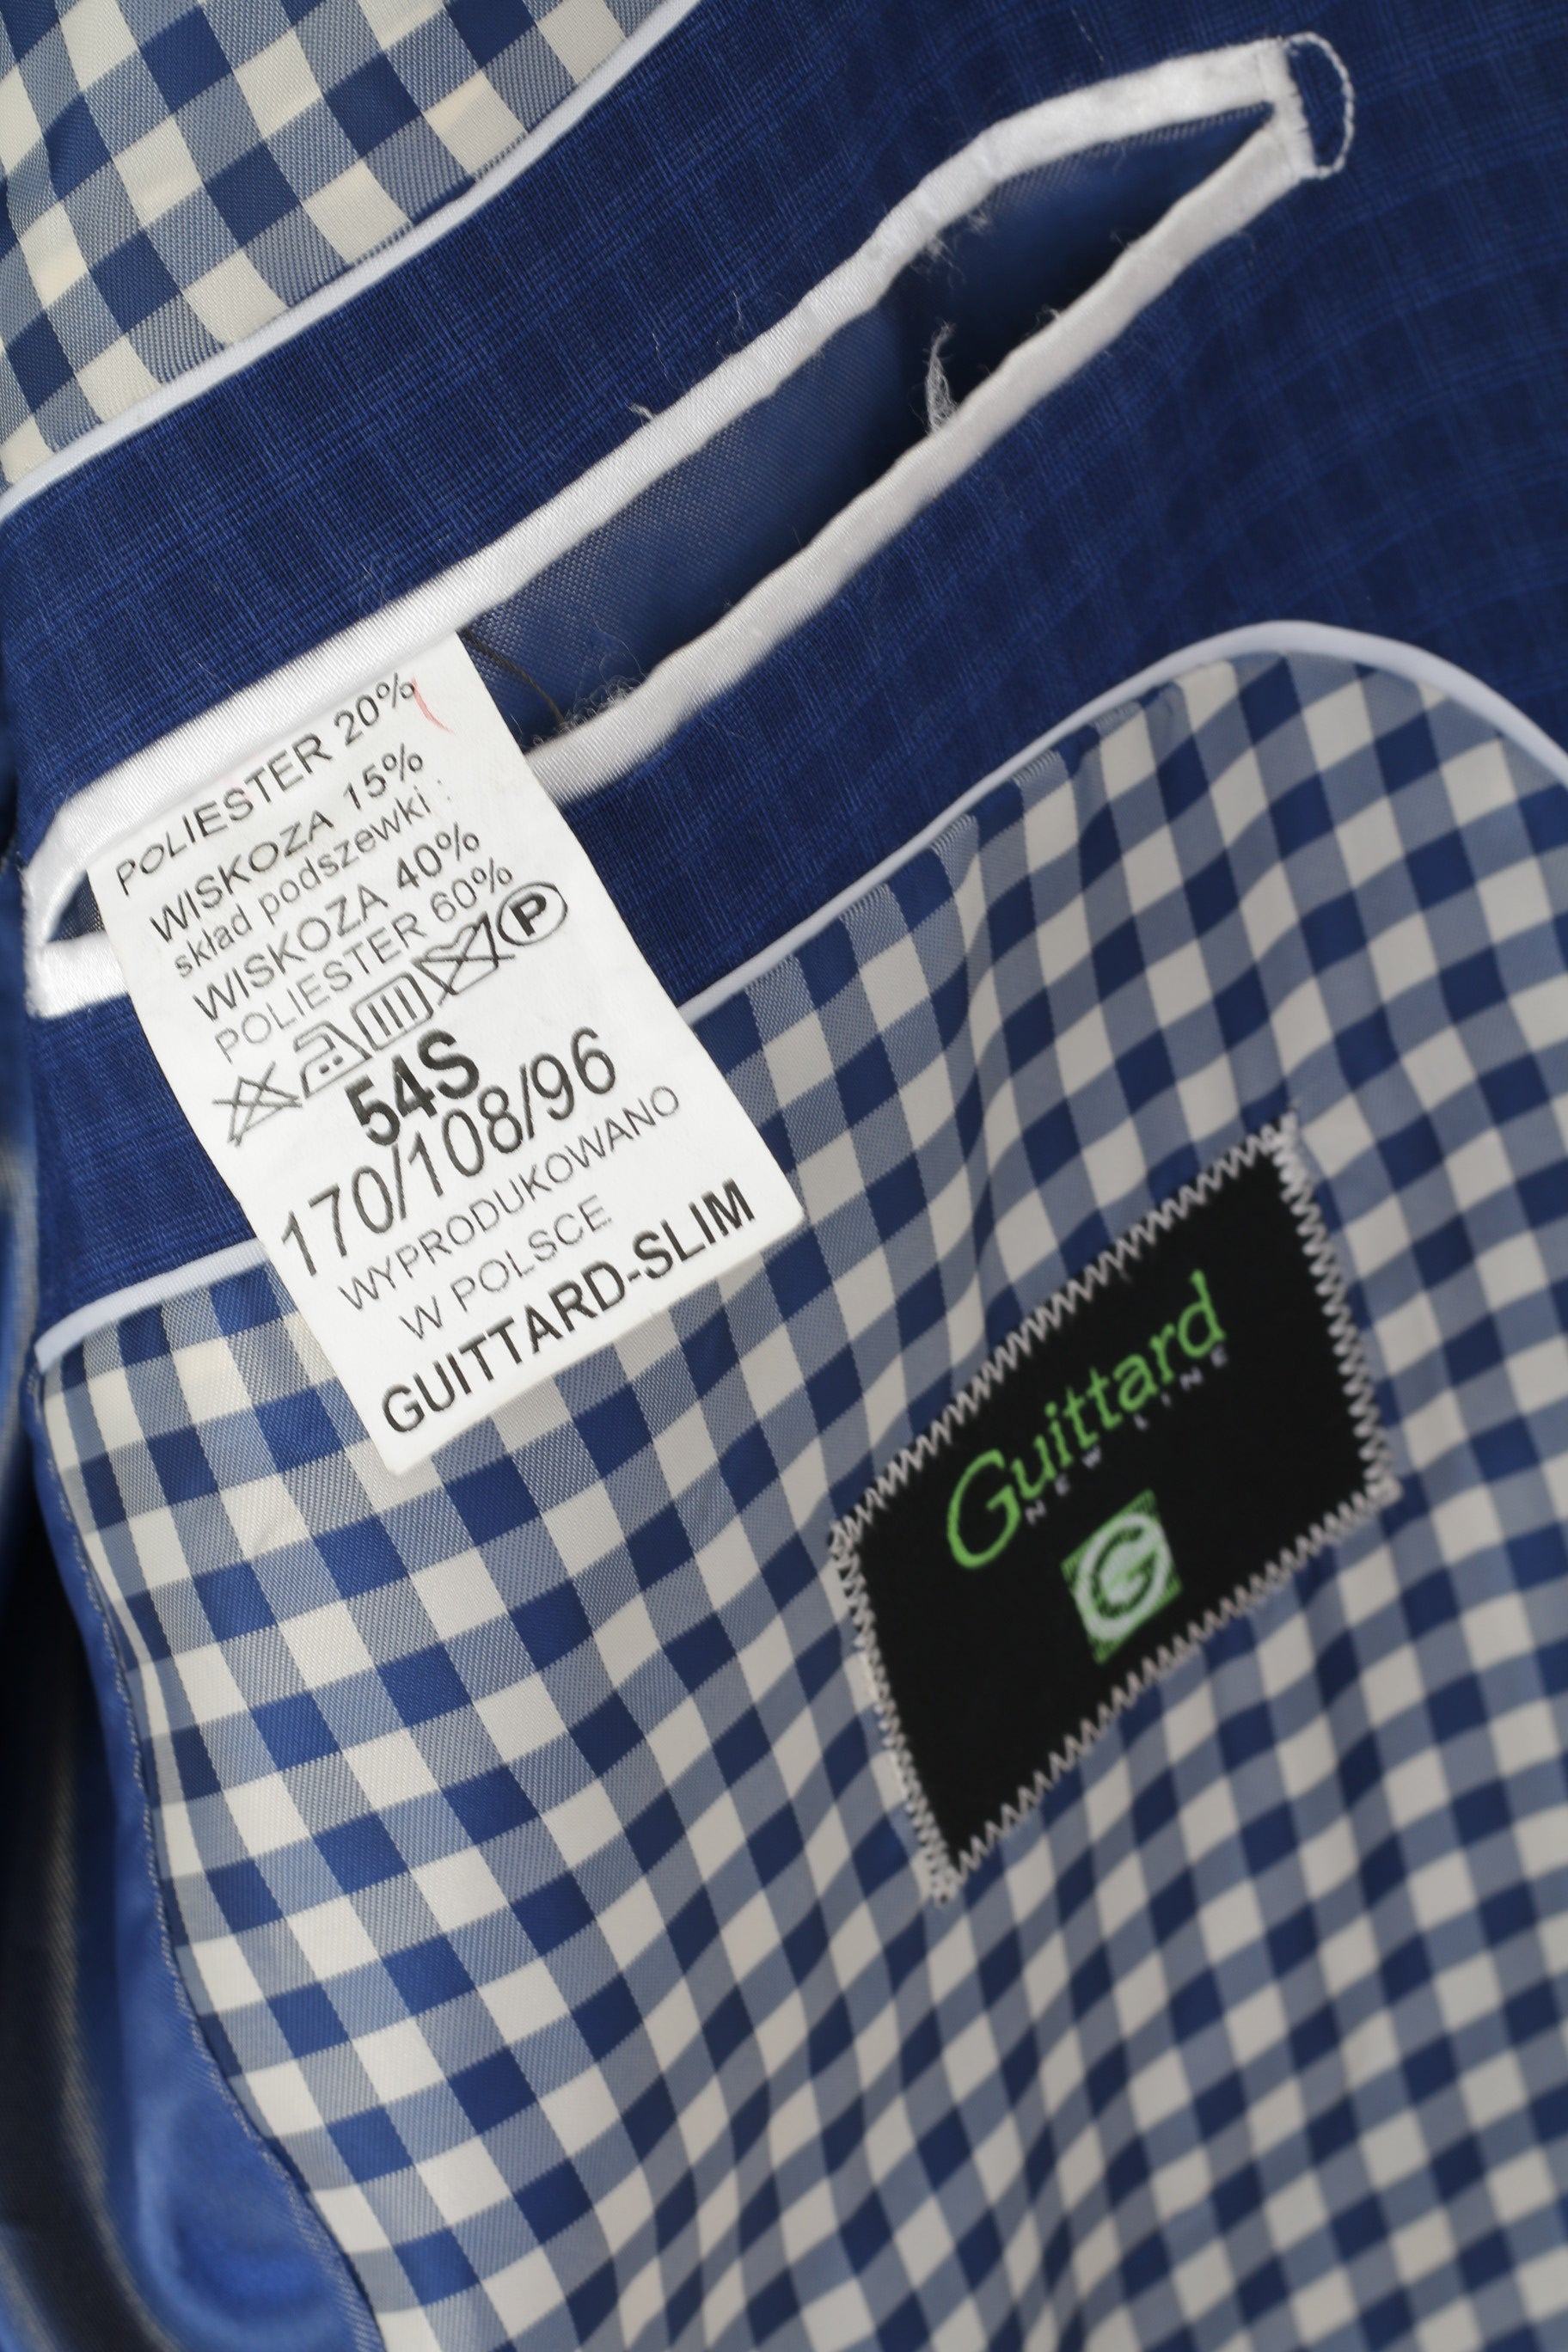 POLIESTER 20%
WISKOZA 15%
skład podszewki :
WISKOZA 40%
POLIESTER 60%
P
54S
170/108/96
WYPRODUKOWANO
W POLSCE
GUITTARD-SLIM
Guittard
NEW LINE
G